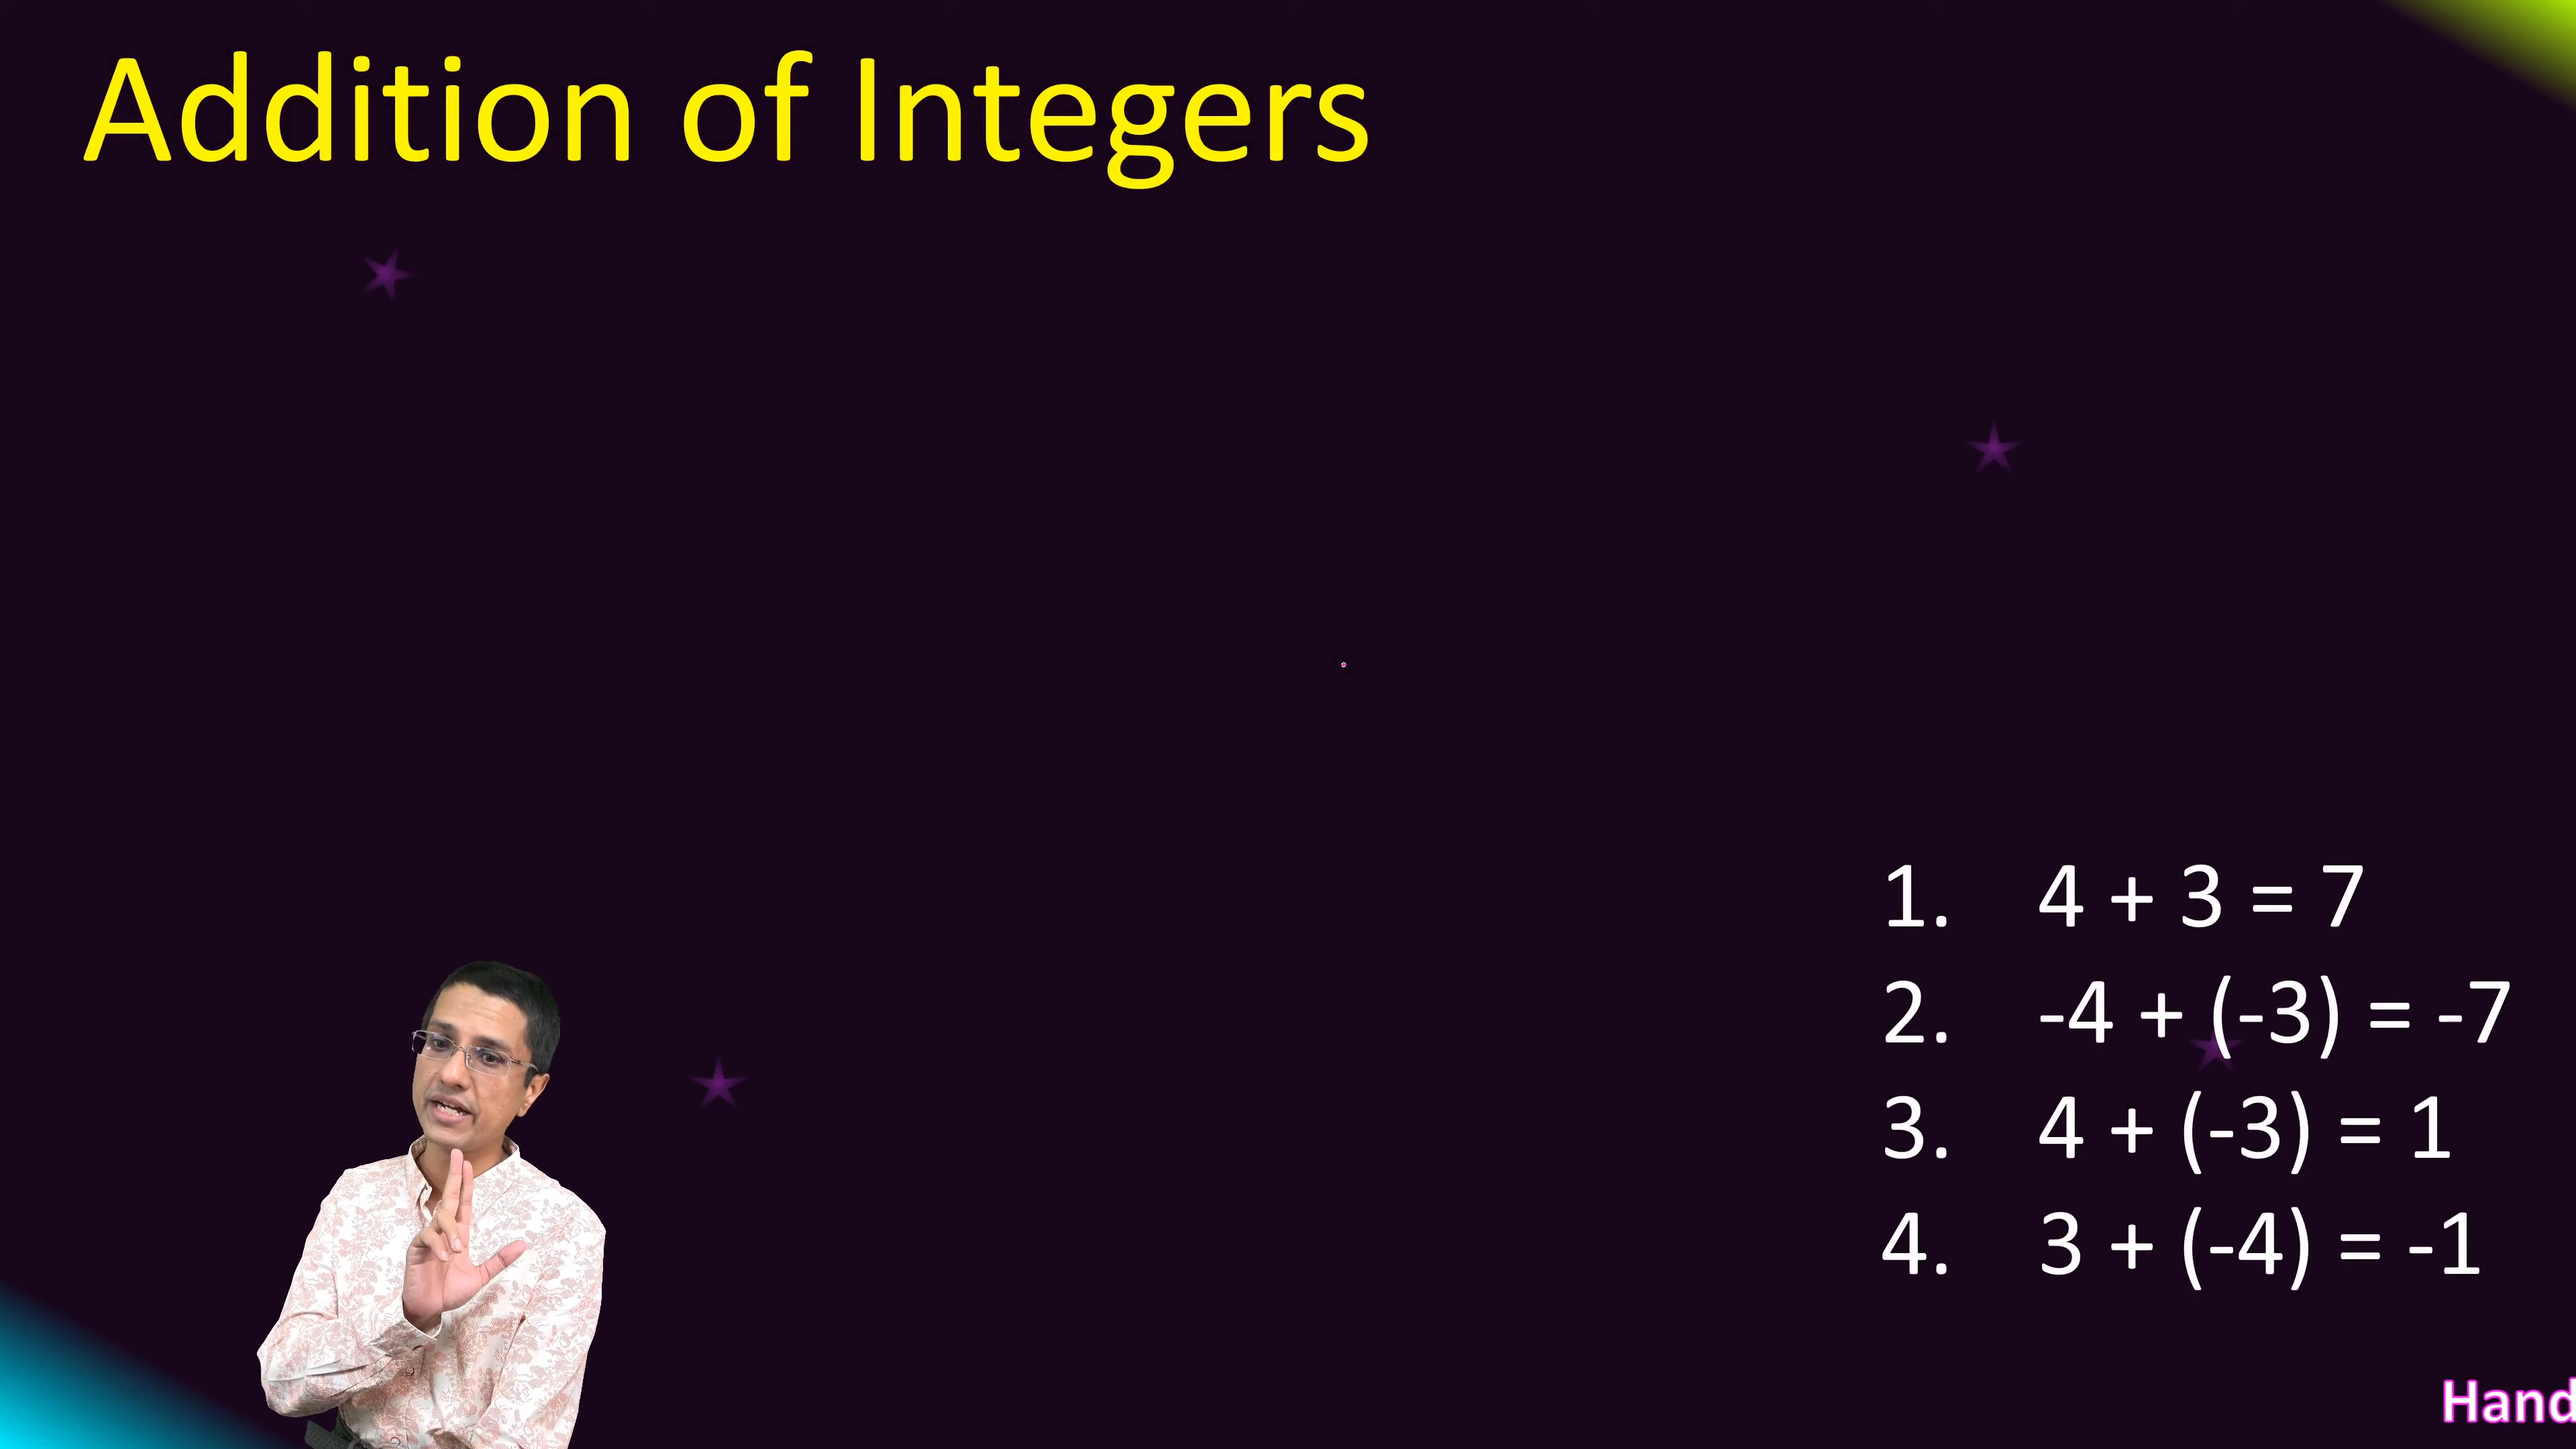 Addition of Integers
1. 4 + 3 = 7
2. -4 + (-3) = -7
3. 4 + (-3) = 1
4. 3 + (-4) = -1
Hand